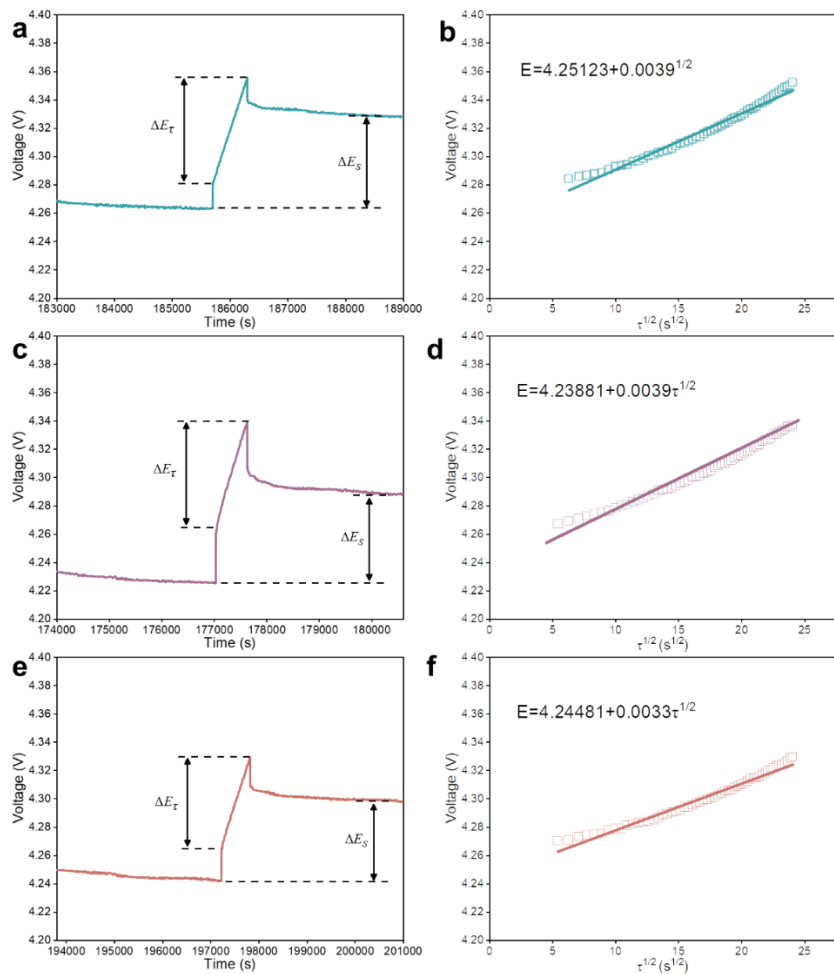 a
4.40
4.38
4.36
4.34
4.32
4.30
4.28
4.26
4.24
4.22
4.20
Voltage (V)
ΔEτ
ΔEs
183000 184000 185000 186000 187000 188000 189000
Time (s)
b
E=4.25123+0.0039^1/2
4.40
4.38
4.36
4.34
4.32
4.30
4.28
4.26
4.24
4.22
4.20
Voltage (V)
0 5 10 15 20 25
τ^1/2 (s^1/2)
c
4.40
4.38
4.36
4.34
4.32
4.30
4.28
4.26
4.24
4.22
4.20
Voltage (V)
ΔEτ
ΔEs
174000 175000 176000 177000 178000 179000 180000
Time (s)
d
E=4.23881+0.0039τ^1/2
4.40
4.38
4.36
4.34
4.32
4.30
4.28
4.26
4.24
4.22
4.20
Voltage (V)
0 5 10 15 20 25
τ^1/2 (s^1/2)
e
4.40
4.38
4.36
4.34
4.32
4.30
4.28
4.26
4.24
4.22
4.20
Voltage (V)
ΔEτ
ΔEs
194000 195000 196000 197000 198000 199000 200000 201000
Time (s)
f
E=4.24481+0.0033τ^1/2
4.40
4.38
4.36
4.34
4.32
4.30
4.28
4.26
4.24
4.22
4.20
Voltage (V)
0 5 10 15 20 25
τ^1/2 (s^1/2)